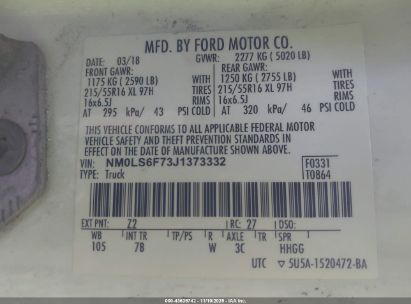 MFD. BY FORD MOTOR CO.
DATE: 03/18 GVWR: 2277 KG ( 5020 LB)
FRONT GAWR: REAR GAWR:
1175 KG ( 2590 LB) WITH 1250 KG ( 2755 LB) WITH
215/55R16 XL 97H TIRES 215/55R16 XL 97H TIRES
16x6.5J RIMS 16x6.5J RIMS
AT 295 kPa/ 43 PSI COLD AT 320 kPa/ 46 PSI COLD
THIS VEHICLE CONFORMS TO ALL APPLICABLE FEDERAL MOTOR
VEHICLE SAFETY AND THEFT PREVENTION STANDARDS IN
EFFECT ON THE DATE OF MANUFACTURE SHOWN ABOVE.
VIN: NM0LS6F73J1373332 F0331
TYPE: Truck T0864
EXT PNT: Z2 RC: 27 DSO:
WB INT TR TP/PS R AXLE TR SPR
105 7B W 3C HHGG
UTC ▽ 5U5A-1520472-BA